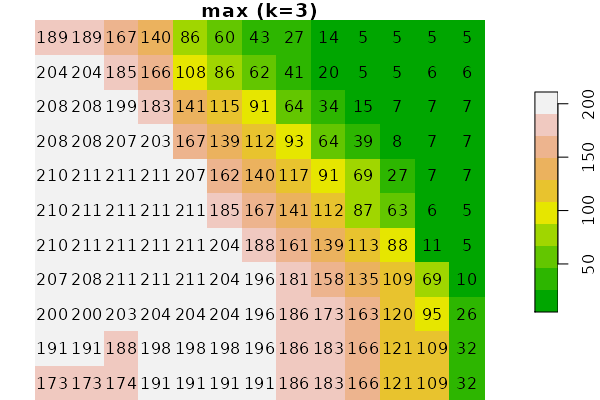 max (k=3)
189 189 167 140 86 60 43 27 14 5 5 5 5
204 204 185 166 108 86 62 41 20 5 5 6 6
208 208 199 183 141 115 91 64 34 15 7 7 7
208 208 207 203 167 139 112 93 64 39 8 7 7
210 211 211 211 207 162 140 117 91 69 27 7 7
210 211 211 211 211 185 167 141 112 87 63 6 5
210 211 211 211 211 204 188 161 139 113 88 11 5
207 208 211 211 211 204 196 181 158 135 109 69 10
200 200 203 204 204 204 196 186 173 163 120 95 26
191 191 188 198 198 198 196 186 183 166 121 109 32
173 173 174 191 191 191 191 186 183 166 121 109 32
200
150
100
50